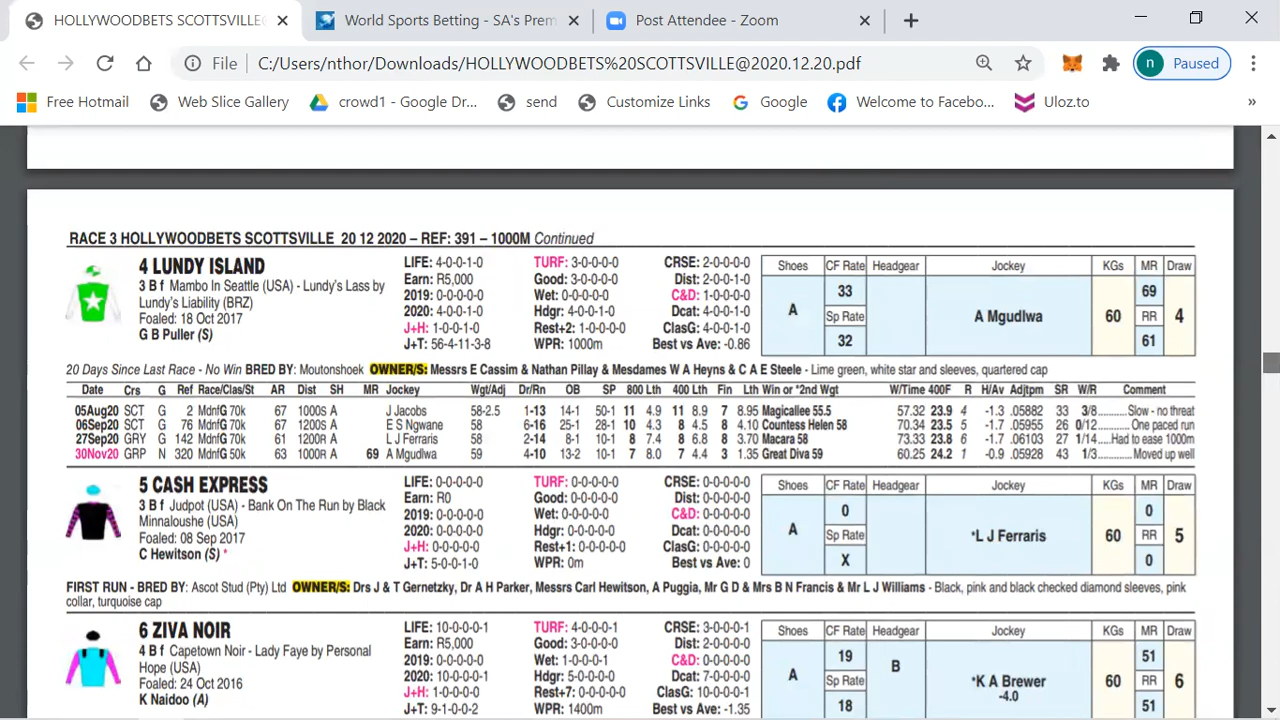 HOLLYWOODBETS SCOTTSVILLE@
World Sports Betting - SA's Prem
Post Attendee - Zoom
File
C:/Users/nthor/Downloads/HOLLYWOODBETS%20SCOTTSVILLE@2020.12.20.pdf
n Paused
Free Hotmail
Web Slice Gallery
crowd1 - Google Dr...
send
Customize Links
Google
Welcome to Facebo...
Uloz.to
»
RACE 3 HOLLYWOODBETS SCOTTSVILLE 20 12 2020 – REF: 391 – 1000M Continued
4 LUNDY ISLAND
3 B f Mambo In Seattle (USA) - Lundy's Lass by
Lundy's Liability (BRZ)
Foaled: 18 Oct 2017
G B Puller (S)
LIFE: 4-0-0-1-0
Earn: R5,000
2019: 0-0-0-0-0
2020: 4-0-0-1-0
J+H: 1-0-0-1-0
J+T: 56-4-11-3-8
TURF: 3-0-0-0-0
Good: 3-0-0-0-0
Wet: 0-0-0-0-0
Hdgr: 4-0-0-1-0
Rest+2: 1-0-0-0-0
WPR: 1000m
CRSE: 2-0-0-0-0
Dist: 2-0-0-1-0
C&D: 1-0-0-0-0
Dcat: 4-0-0-1-0
ClasG: 4-0-0-1-0
Best vs Ave: -0.86
Shoes CF Rate Headgear Jockey KGs MR Draw
A 33 A Mgudlwa 60 69 4
Sp Rate RR
32 61
20 Days Since Last Race - No Win BRED BY: Moutonshoek OWNER/S: Messrs E Cassim & Nathan Pillay & Mesdames W A Heyns & C A E Steele - Lime green, white star and sleeves, quartered cap
Date Crs G Ref Race/Clas/St AR Dist SH MR Jockey Wgt/Adj Dr/Rn OB SP 800 Lth 400 Lth Fin Lth Win or *2nd Wgt W/Time 400F R H/Av Adjtpm SR W/R Comment
05Aug20 SCT G 2 MdnfG 70k 67 1000S A J Jacobs 58-2.5 1-13 14-1 50-1 11 4.9 11 8.9 7 8.95 Magicallee 55.5 57.32 23.9 4 -1.3 .05882 33 3/8 ..... Slow - no threat
06Sep20 SCT G 76 MdnfG 70k 67 1200R A E S Ngwane 58 6-16 25-1 28-1 10 4.3 8 4.5 8 4.10 Countess Helen 58 70.34 23.5 5 -1.7 .05925 26 0/12 ........ One paced run
27Sep20 GRY G 142 MdnfG 70k 61 1200R A L J Ferraris 58 2-14 8-1 10-1 8 7.4 8 6.8 8 3.70 Macara 58 73.33 23.8 6 -1.7 .06103 27 1/14 ....Had to ease 1000m
30Nov20 GRP N 320 MdnfG 50k 63 1000R A 69 A Mgudlwa 59 4-10 13-2 10-1 7 8.0 7 4.4 3 1.35 Great Diva 59 60.25 24.2 1 -0.9 .05928 43 1/3 ............ Moved up well
5 CASH EXPRESS
3 B f Judpot (USA) - Bank On The Run by Black
Minnaloushe (USA)
Foaled: 08 Sep 2017
C Hewitson (S) *
LIFE: 0-0-0-0-0
Earn: R0
2019: 0-0-0-0-0
2020: 0-0-0-0-0
J+H: 0-0-0-0-0
J+T: 5-0-0-1-0
TURF: 0-0-0-0-0
Good: 0-0-0-0-0
Wet: 0-0-0-0-0
Hdgr: 0-0-0-0-0
Rest+1: 0-0-0-0-0
WPR: 0m
CRSE: 0-0-0-0-0
Dist: 0-0-0-0-0
C&D: 0-0-0-0-0
Dcat: 0-0-0-0-0
ClasG: 0-0-0-0-0
Best vs Ave: 0
Shoes CF Rate Headgear Jockey KGs MR Draw
A 0 *L J Ferraris 60 0 5
Sp Rate RR
X 0
FIRST RUN - BRED BY: Ascot Stud (Pty) Ltd OWNER/S: Drs J & T Gernetzky, Dr A H Parker, Messrs Carl Hewitson, A Puggia, Mr G D & Mrs B N Francis & Mr L J Williams - Black, pink and black checked diamond sleeves, pink
collar, turquoise cap
6 ZIVA NOIR
4 B f Capetown Noir - Lady Faye by Personal
Hope (USA)
Foaled: 24 Oct 2016
K Naidoo (A)
LIFE: 10-0-0-0-1
Earn: R5,000
2019: 0-0-0-0-0
2020: 10-0-0-0-1
J+H: 1-0-0-0-0
J+T: 9-1-0-0-2
TURF: 4-0-0-0-1
Good: 3-0-0-0-0
Wet: 1-0-0-0-1
Hdgr: 5-0-0-0-0
Rest+7: 0-0-0-0-0
WPR: 1400m
CRSE: 3-0-0-0-1
Dist: 2-0-0-0-0
C&D: 0-0-0-0-0
Dcat: 7-0-0-0-0
ClasG: 10-0-0-0-1
Best vs Ave: -1.35
Shoes CF Rate Headgear Jockey KGs MR Draw
A 19 B *K A Brewer 60 51 6
Sp Rate -4.0 RR
18 51